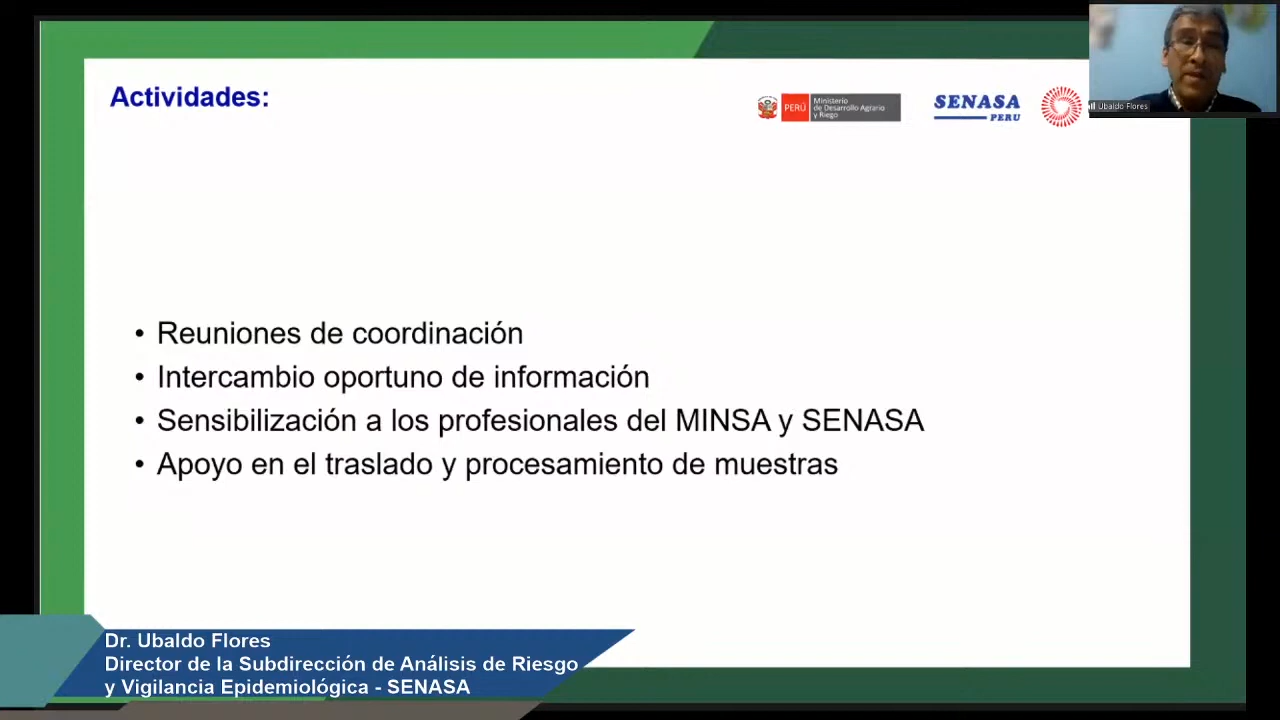 Actividades:
PERÚ
Ministerio
de Desarrollo Agrario
y Riego
SENASA
PERU
Ubaldo Flores
• Reuniones de coordinación
• Intercambio oportuno de información
• Sensibilización a los profesionales del MINSA y SENASA
• Apoyo en el traslado y procesamiento de muestras
Dr. Ubaldo Flores
Director de la Subdirección de Análisis de Riesgo
y Vigilancia Epidemiológica - SENASA